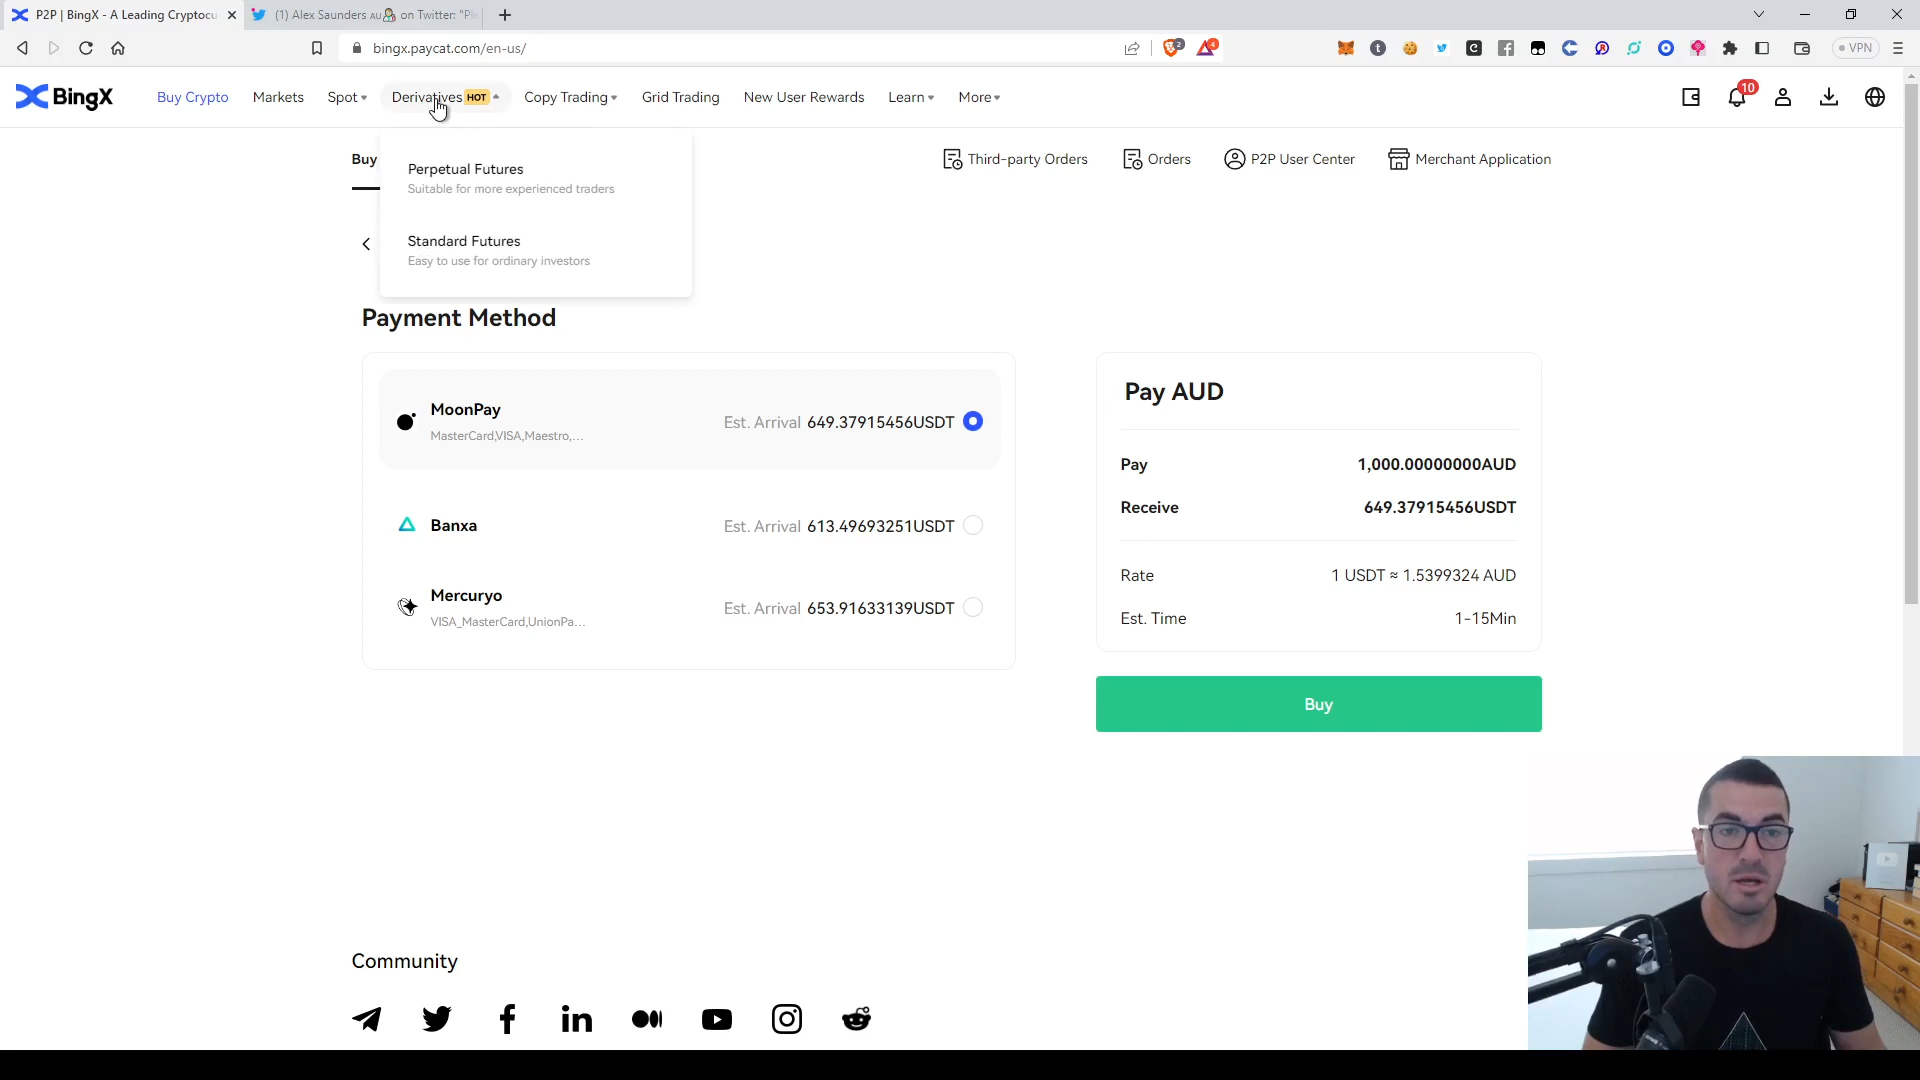 P2P | BingX - A Leading Cryptocu
(1) Alex Saunders AU on Twitter: "Ple
bingx.paycat.com/en-us/
2
4
VPN
BingX
Buy Crypto
Markets
Spot
Derivatives HOT
Copy Trading
Grid Trading
New User Rewards
Learn
More
10
Buy
Third-party Orders
Orders
P2P User Center
Merchant Application
Perpetual Futures
Suitable for more experienced traders
Standard Futures
Easy to use for ordinary investors
Payment Method
MoonPay
MasterCard,VISA,Maestro,...
Est. Arrival 649.37915456USDT
Banxa
Est. Arrival 613.49693251USDT
Mercuryo
VISA_MasterCard,UnionPa...
Est. Arrival 653.91633139USDT
Pay AUD
Pay 1,000.00000000AUD
Receive 649.37915456USDT
Rate 1 USDT ≈ 1.5399324 AUD
Est. Time 1-15Min
Buy
Community